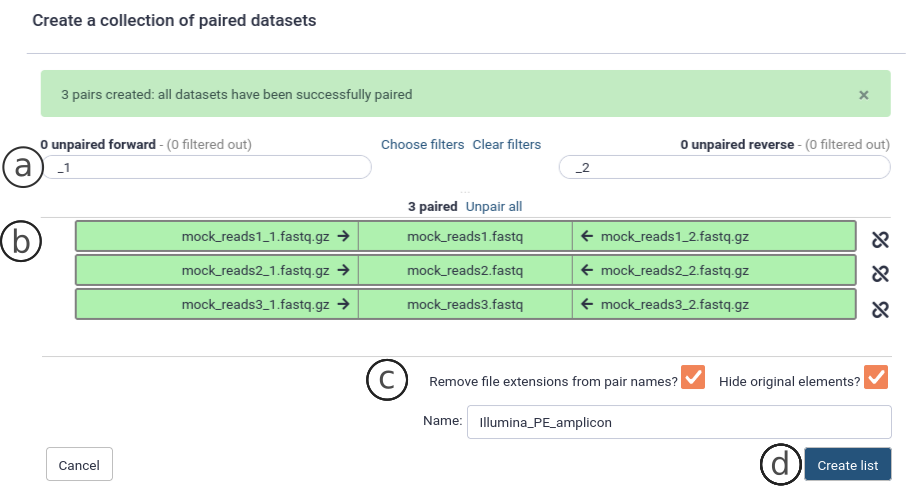 Create a collection of paired datasets
3 pairs created: all datasets have been successfully paired ×
0 unpaired forward - (0 filtered out) Choose filters Clear filters 0 unpaired reverse - (0 filtered out)
a _1 _2
3 paired Unpair all
b mock_reads1_1.fastq.gz → mock_reads1.fastq ← mock_reads1_2.fastq.gz
mock_reads2_1.fastq.gz → mock_reads2.fastq ← mock_reads2_2.fastq.gz
mock_reads3_1.fastq.gz → mock_reads3.fastq ← mock_reads3_2.fastq.gz
c Remove file extensions from pair names? Hide original elements?
Name: Illumina_PE_amplicon
Cancel d Create list